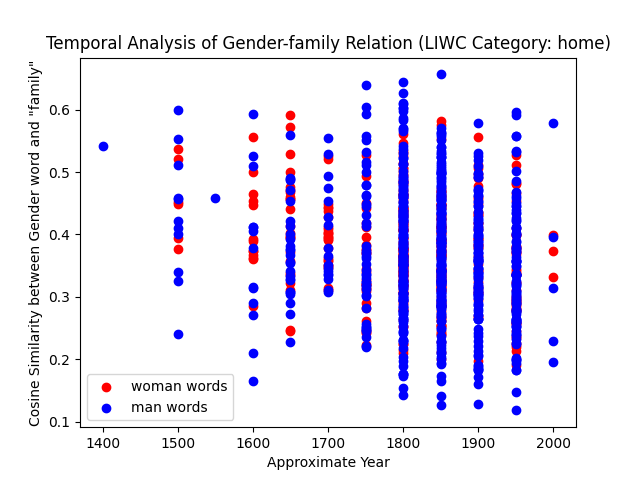 Temporal Analysis of Gender-family Relation (LIWC Category: home)
Cosine Similarity between Gender word and "family"
0.6
0.5
0.4
0.3
0.2
0.1
woman words
man words
1400 1500 1600 1700 1800 1900 2000
Approximate Year